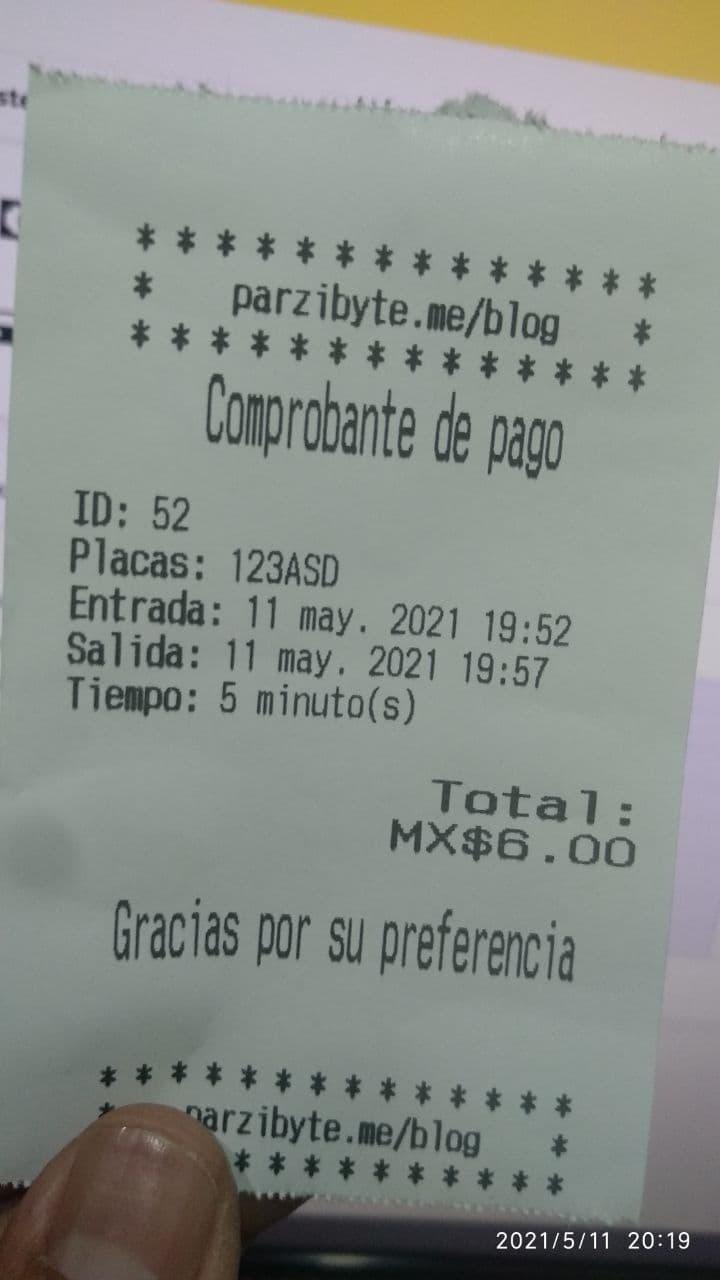 ste
* * * * * * * * * * * * * *
* parzibyte.me/blog *
* * * * * * * * * * * * * *
Comprobante de pago
ID: 52
Placas: 123ASD
Entrada: 11 may. 2021 19:52
Salida: 11 may. 2021 19:57
Tiempo: 5 minuto(s)
Total:
MX$6.00
Gracias por su preferencia
* * * * * * * * * * * * * *
* parzibyte.me/blog *
* * * * * * * * * *
2021/5/11 20:19